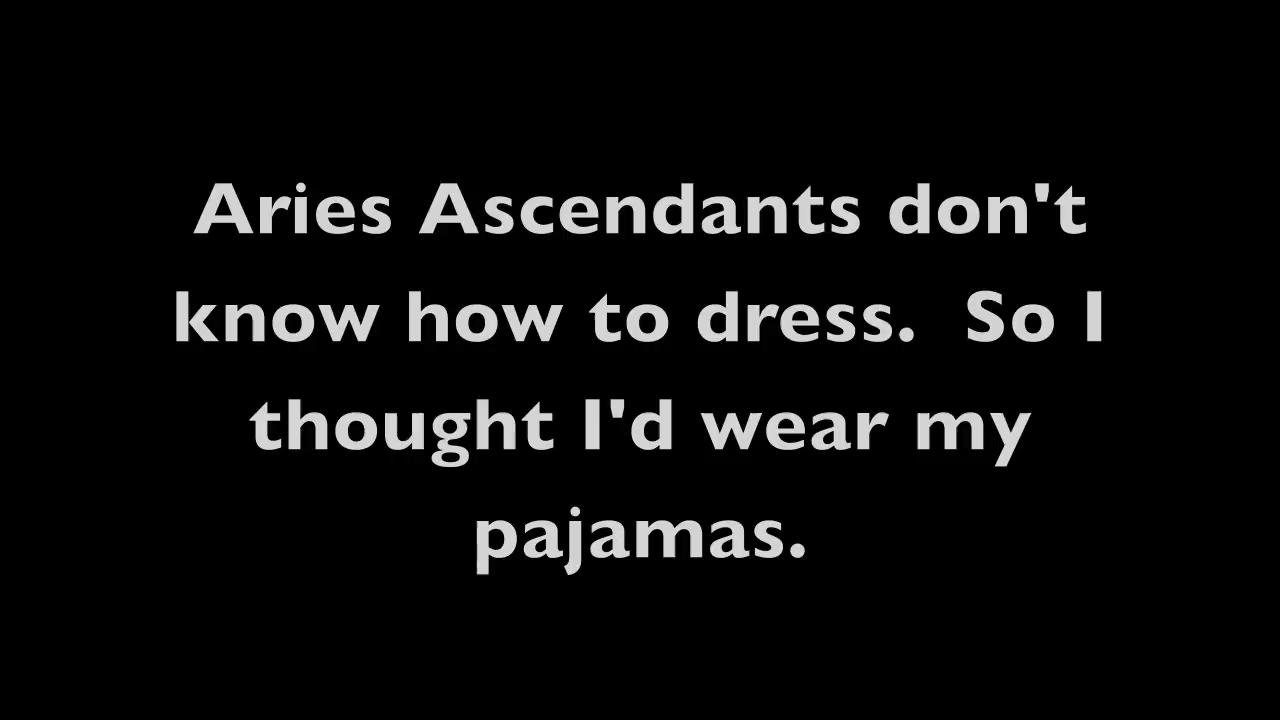 Aries Ascendants don't
know how to dress.  So I
thought I'd wear my
pajamas.